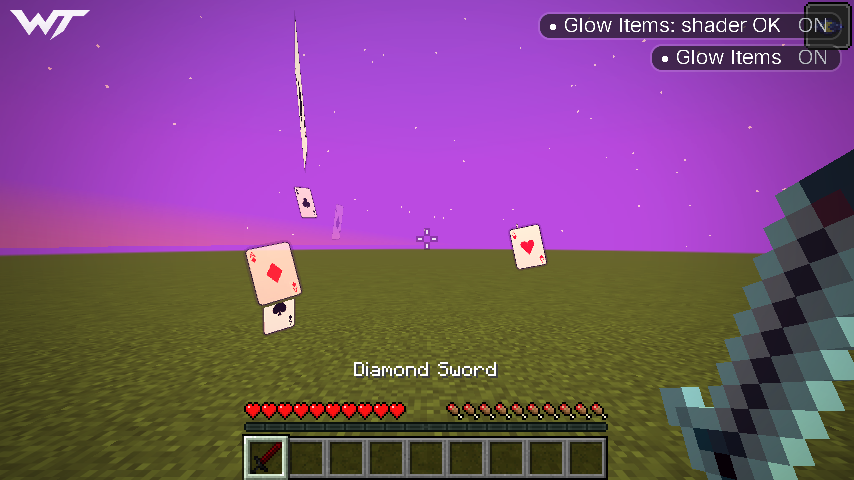 WT
• Glow Items: shader OK ON
• Glow Items ON
Diamond Sword